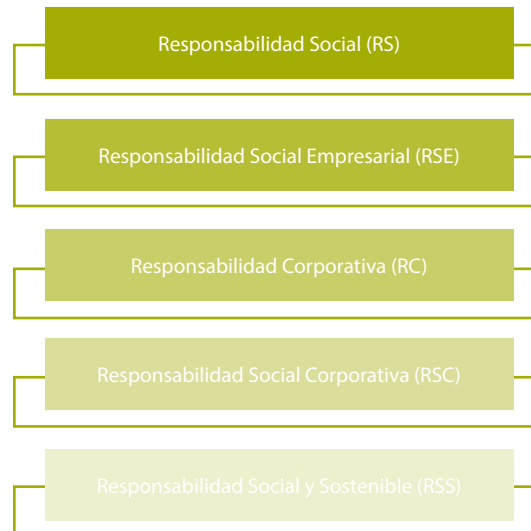 Responsabilidad Social (RS)
Responsabilidad Social Empresarial (RSE)
Responsabilidad Corporativa (RC)
Responsabilidad Social Corporativa (RSC)
Responsabilidad Social y Sostenible (RSS)